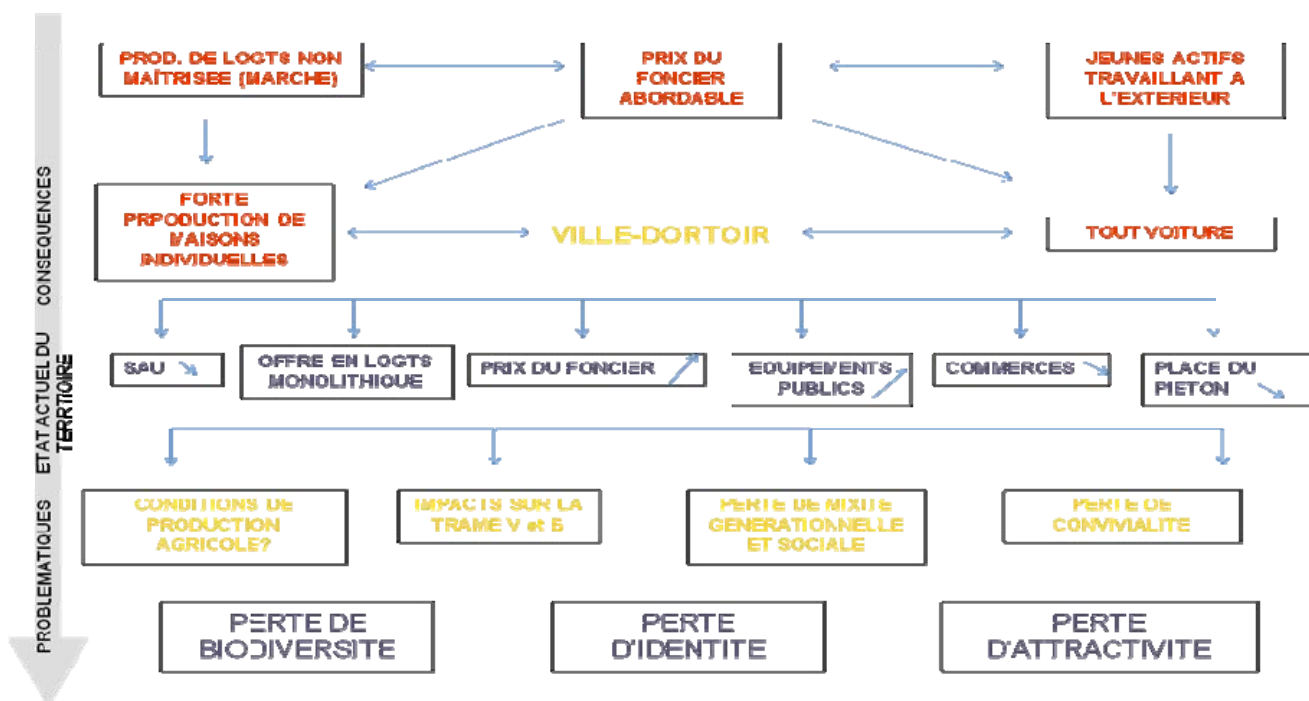 PROD. DE LOGTS NON
MAÎTRISEE (MARCHE)
PRIX DU
FONCIER
ABORDABLE
JEUNES ACTIFS
TRAVAILLANT A
L'EXTERIEUR
FORTE
PRPODUCTION DE
MAISONS
INDIVIDUELLES
VILLE-DORTOIR
TOUT VOITURE
SAU
OFFRE EN LOGTS
MONOLITHIQUE
PRIX DU FONCIER
EQUIPEMENTS
PUBLICS
COMMERCES
PLACE DU
PIETON
CONDITIONS DE
PRODUCTION
AGRICOLE?
IMPACTS SUR LA
TRAME V et B
PERTE DE MIXITE
GENERATIONNELLE
ET SOCIALE
PERTE DE
CONVIVIALITE
PERTE DE
BIODIVERSITE
PERTE
D'IDENTITE
PERTE
D'ATTRACTIVITE
PROBLEMATIQUES ETAT ACTUEL DU CONSEQUENCES
TERRTIOIRE